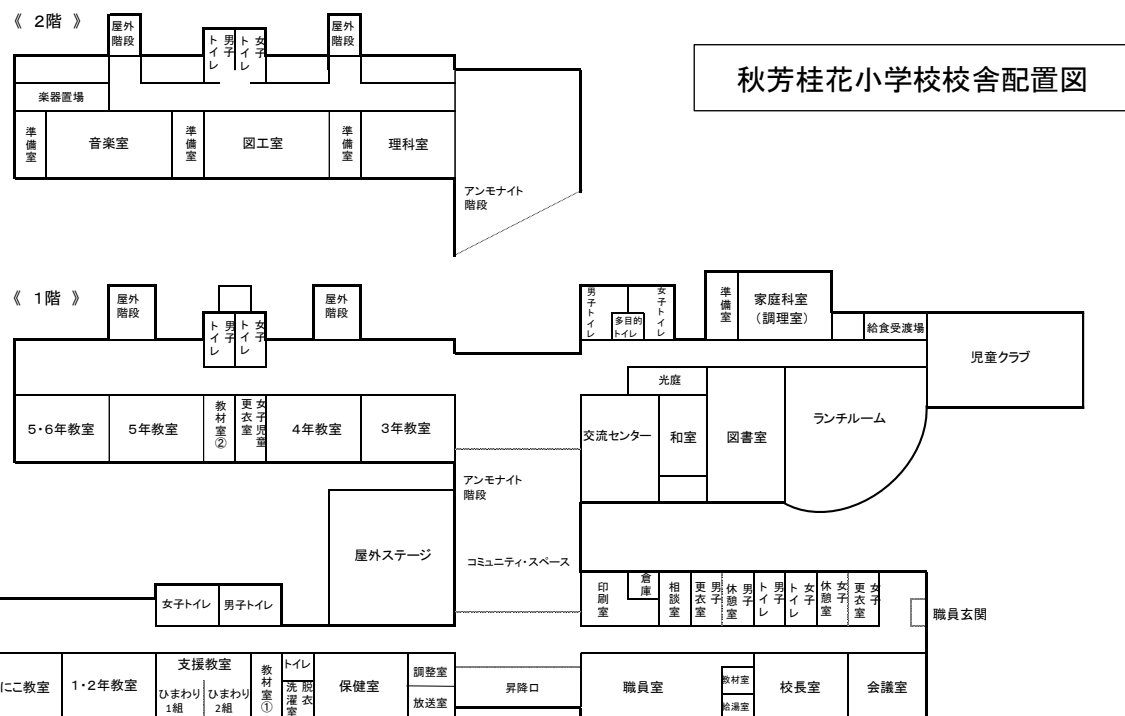 《 2階 》
屋外
階段
男子
トイレ
女子
トイレ
屋外
階段
秋芳桂花小学校校舎配置図
楽器置場
準備室
音楽室
準備室
図工室
準備室
理科室
アンモナイト
階段
《 1階 》
屋外
階段
男子
トイレ
女子
トイレ
屋外
階段
男子トイレ
多目的
トイレ
女子トイレ
準備室
家庭科室
（調理室）
給食受渡場
児童クラブ
光庭
5・6年教室
5年教室
教材室②
女子児童
更衣室
4年教室
3年教室
交流センター
和室
図書室
ランチルーム
アンモナイト
階段
屋外ステージ
コミュニティ・スペース
女子トイレ
男子トイレ
印刷室
倉庫
相談室
男子
更衣室
男子
休憩室
男子
トイレ
女子
トイレ
女子
休憩室
女子
更衣室
職員玄関
にこ教室
1・2年教室
支援教室
ひまわり
1組
ひまわり
2組
教材室①
トイレ
脱衣
洗濯室
保健室
調整室
放送室
昇降口
職員室
教材室
給湯室
校長室
会議室